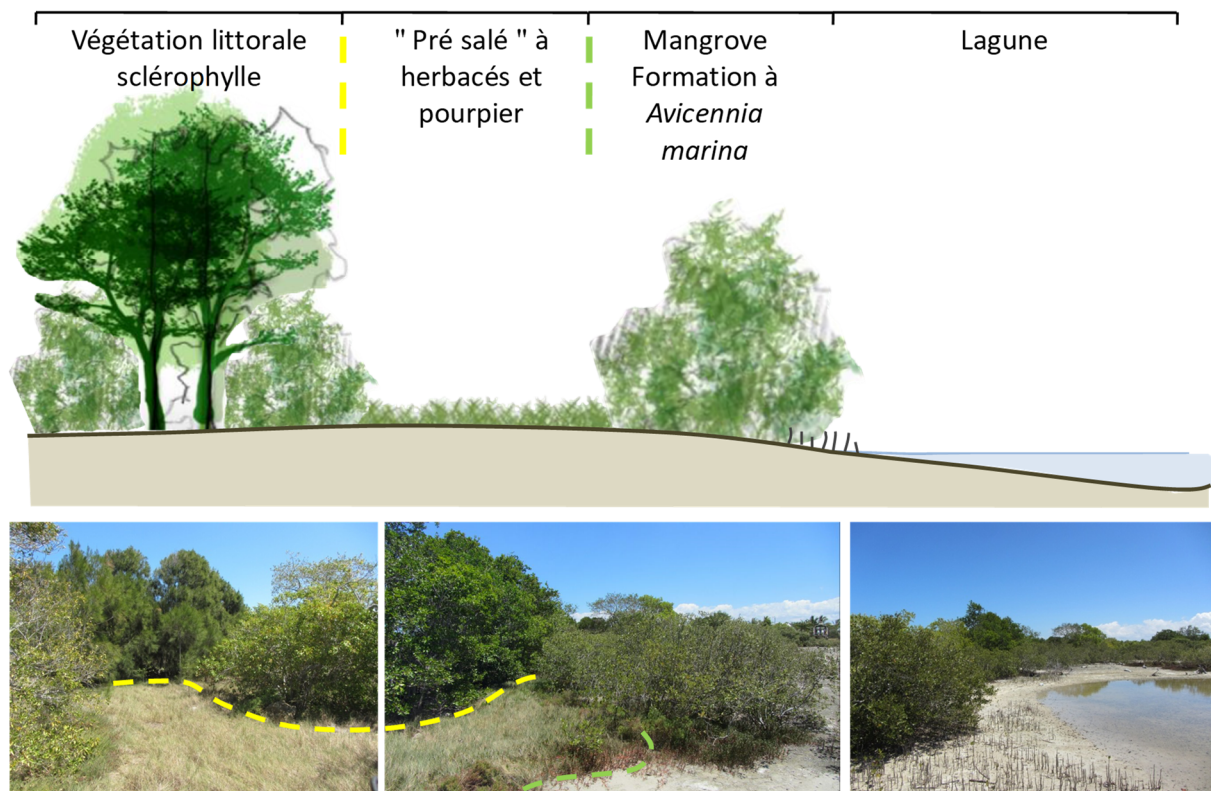 Végétation littorale
sclérophylle
" Pré salé " à
herbacés et
pourpier
Mangrove
Formation à
Avicennia
marina
Lagune